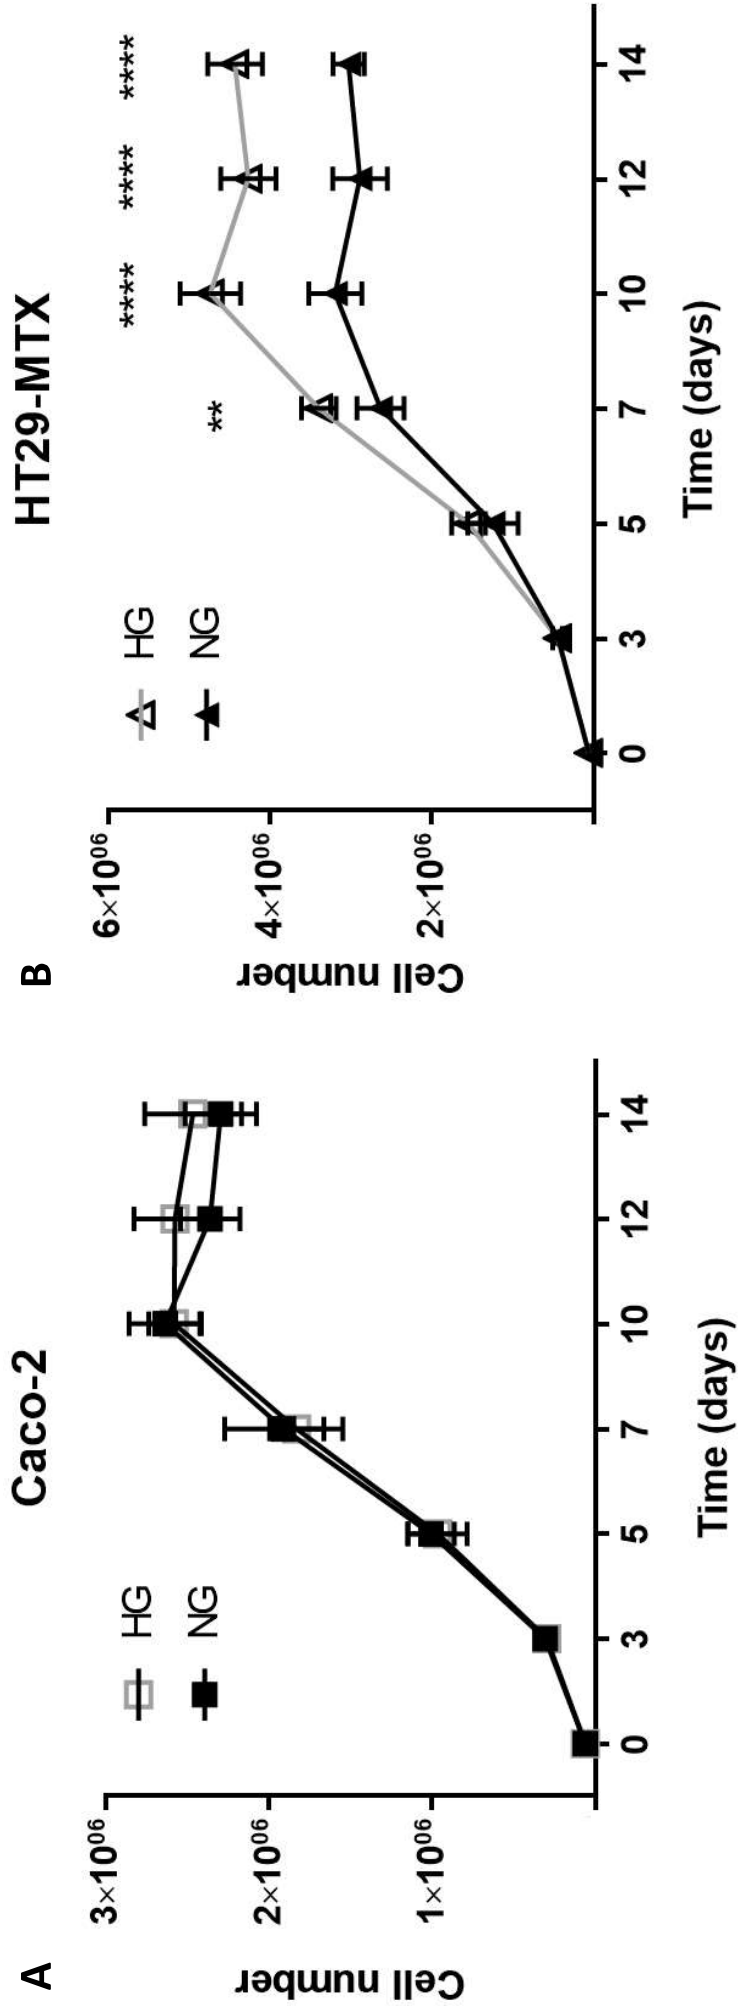 A
Caco-2
Cell number
3×10⁰⁶
2×10⁰⁶
1×10⁰⁶
HG
NG
0 3 5 7 10 12 14
Time (days)
B
HT29-MTX
Cell number
6×10⁰⁶
4×10⁰⁶
2×10⁰⁶
HG
NG
**
****
****
****
0 3 5 7 10 12 14
Time (days)